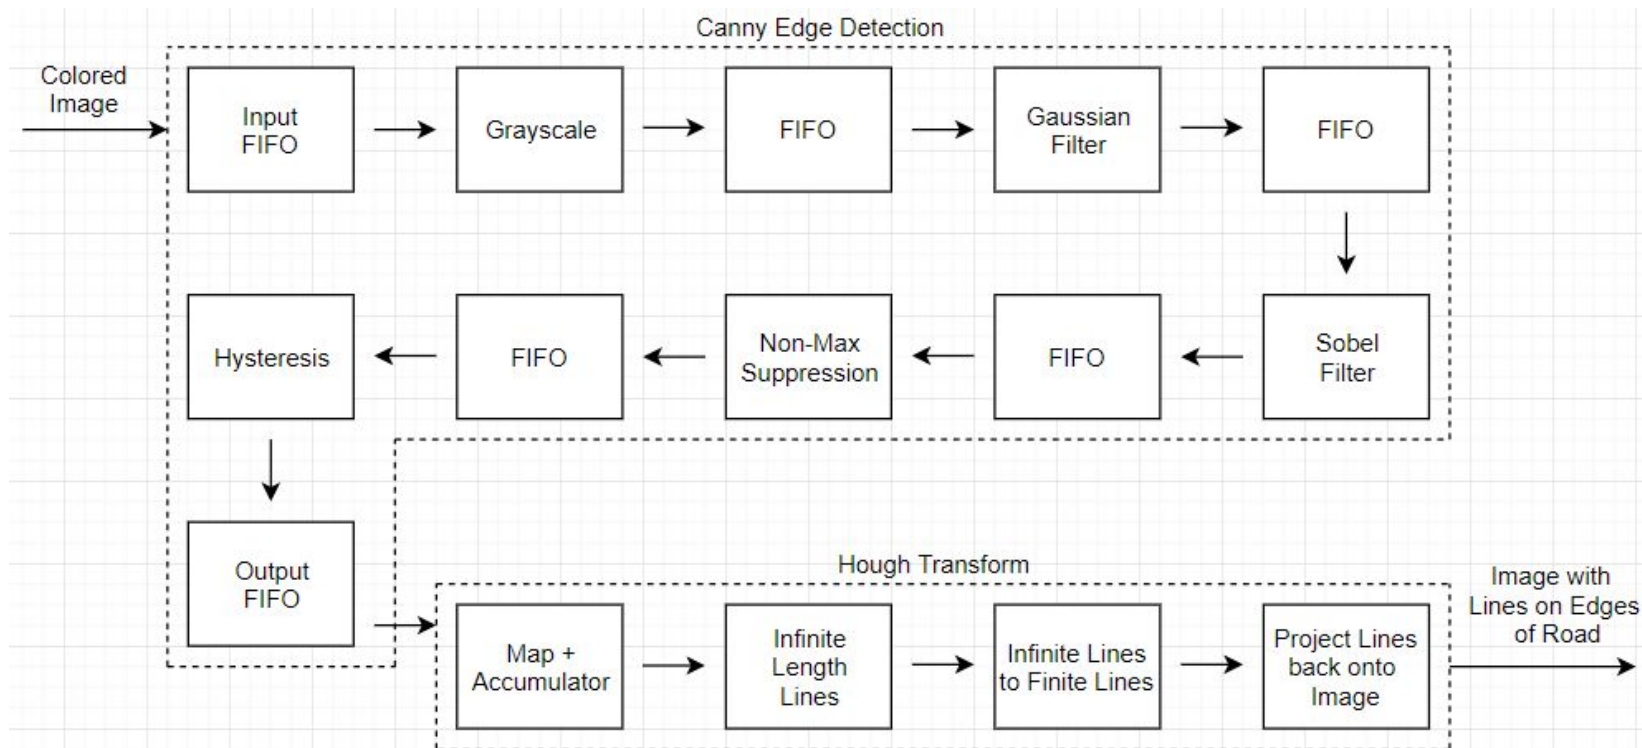 Canny Edge Detection
Colored
Image
Input
FIFO
Grayscale
FIFO
Gaussian
Filter
FIFO
Sobel
Filter
FIFO
Non-Max
Suppression
FIFO
Hysteresis
Output
FIFO
Hough Transform
Map +
Accumulator
Infinite
Length
Lines
Infinite Lines
to Finite Lines
Project Lines
back onto
Image
Image with
Lines on Edges
of Road